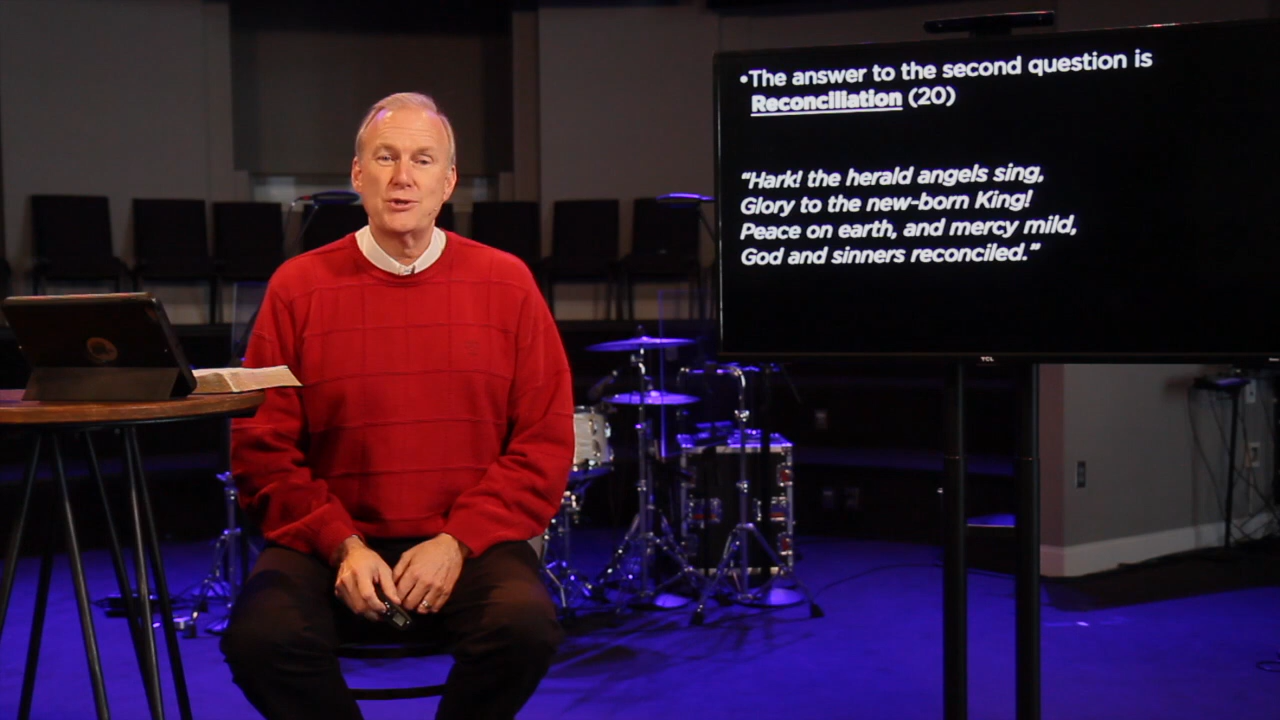 •The answer to the second question is
Reconciliation (20)
“Hark! the herald angels sing,
Glory to the new-born King!
Peace on earth, and mercy mild,
God and sinners reconciled.”
TCL